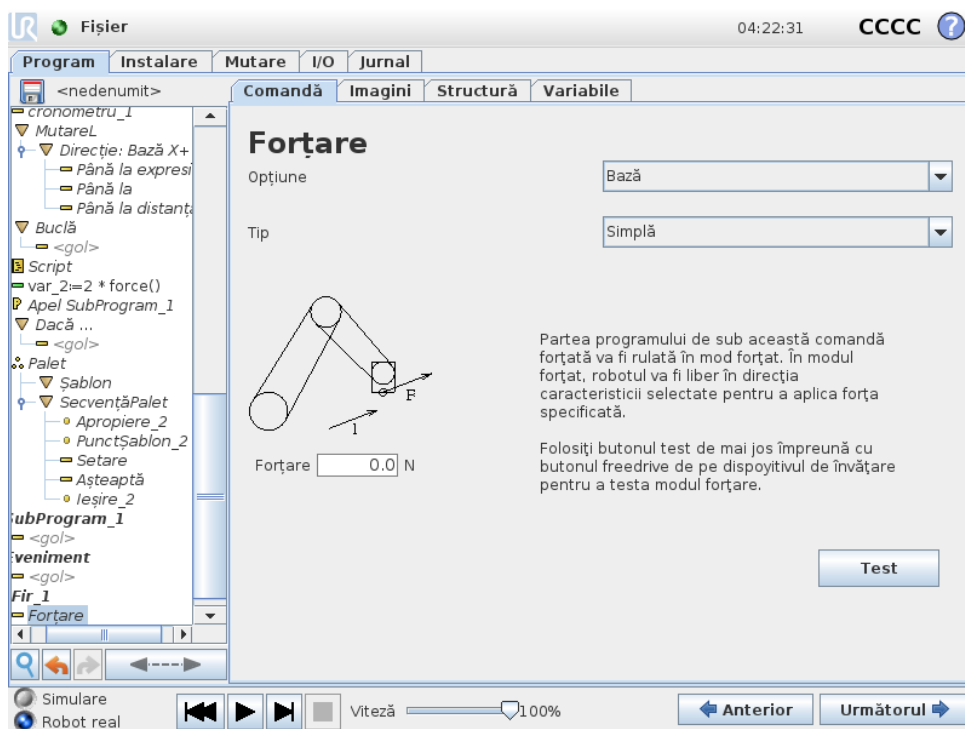 UR Fișier 04:22:31 CCCC ?
Program Instalare Mutare I/O Jurnal
<nedenumit>
Comandă Imagini Structură Variabile
cronometru_1
MutareL
Direcție: Bază X+
Până la expresi
Până la
Până la distanța
Buclă
<gol>
Script
var_2:=2 * force()
Apel SubProgram_1
Dacă ...
<gol>
Palet
Șablon
SecvențăPalet
Apropiere_2
PunctȘablon_2
Setare
Așteaptă
Ieșire_2
SubProgram_1
<gol>
Eveniment
<gol>
Fir_1
Forțare
Forțare
Opțiune Bază
Tip Simplă
F
1
Forțare 0.0 N
Partea programului de sub această comandă
forțată va fi rulată în mod forțat. În modul
forțat, robotul va fi liber în direcția
caracteristicii selectate pentru a aplica forța
specificată.
Folosiți butonul test de mai jos împreună cu
butonul freedrive de pe dispoyitivul de învățare
pentru a testa modul forțare.
Test
Simulare
Robot real
Viteză 100%
Anterior Următorul